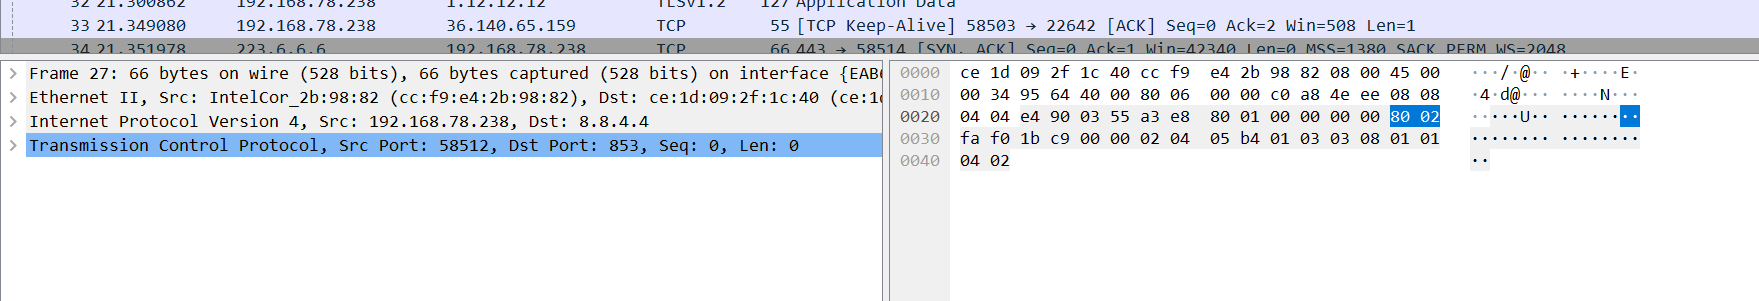 32 21.300862 192.168.78.238 1.12.12.12 TLSv1.2 127 Application Data
33 21.349080 192.168.78.238 36.140.65.159 TCP 55 [TCP Keep-Alive] 58503 → 22642 [ACK] Seq=0 Ack=2 Win=508 Len=1
34 21.351978 223.6.6.6 192.168.78.238 TCP 66 443 → 58514 [SYN, ACK] Seq=0 Ack=1 Win=42340 Len=0 MSS=1380 SACK_PERM WS=2048
Frame 27: 66 bytes on wire (528 bits), 66 bytes captured (528 bits) on interface {EAB
Ethernet II, Src: IntelCor_2b:98:82 (cc:f9:e4:2b:98:82), Dst: ce:1d:09:2f:1c:40 (ce:1
Internet Protocol Version 4, Src: 192.168.78.238, Dst: 8.8.4.4
Transmission Control Protocol, Src Port: 58512, Dst Port: 853, Seq: 0, Len: 0
0000 ce 1d 09 2f 1c 40 cc f9 e4 2b 98 82 08 00 45 00 ···/·@·· ·+····E·
0010 00 34 95 64 40 00 80 06 00 00 c0 a8 4e ee 08 08 ·4·d@··· ····N···
0020 04 04 e4 90 03 55 a3 e8 80 01 00 00 00 00 80 02 ·····U·· ········
0030 fa f0 1b c9 00 00 02 04 05 b4 01 03 03 08 01 01 ········ ········
0040 04 02 ··